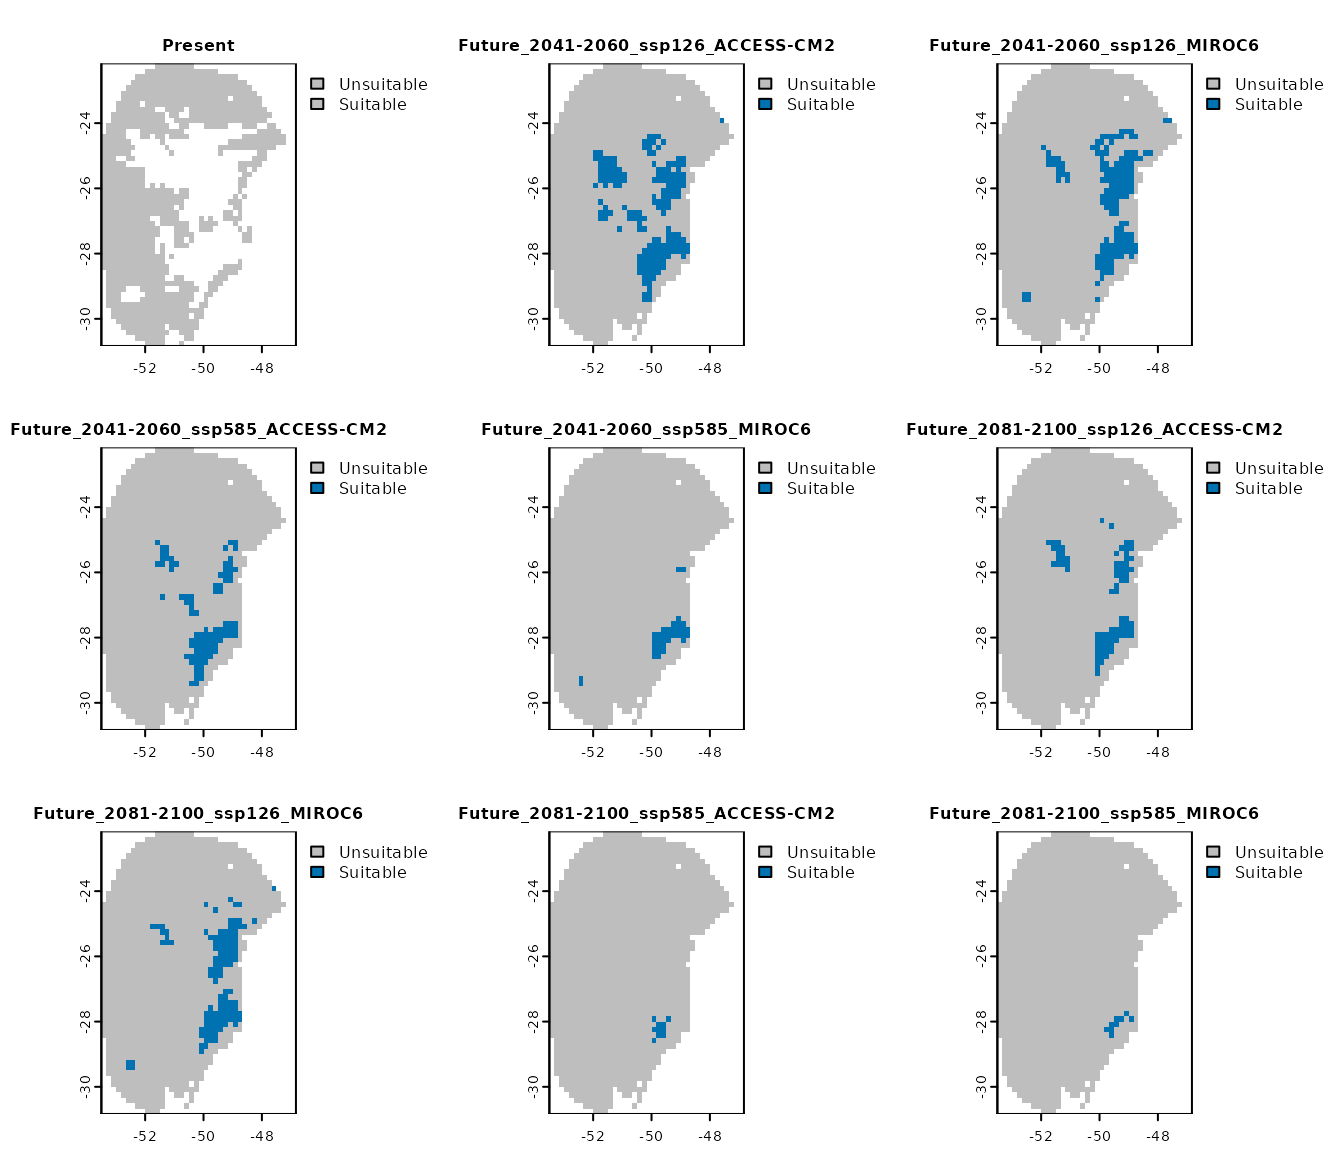 Present
Unsuitable
Suitable
-24
-26
-28
-30
-52
-50
-48
Future_2041-2060_ssp126_ACCESS-CM2
Unsuitable
Suitable
-24
-26
-28
-30
-52
-50
-48
Future_2041-2060_ssp126_MIROC6
Unsuitable
Suitable
-24
-26
-28
-30
-52
-50
-48
Future_2041-2060_ssp585_ACCESS-CM2
Unsuitable
Suitable
-24
-26
-28
-30
-52
-50
-48
Future_2041-2060_ssp585_MIROC6
Unsuitable
Suitable
-24
-26
-28
-30
-52
-50
-48
Future_2081-2100_ssp126_ACCESS-CM2
Unsuitable
Suitable
-24
-26
-28
-30
-52
-50
-48
Future_2081-2100_ssp126_MIROC6
Unsuitable
Suitable
-24
-26
-28
-30
-52
-50
-48
Future_2081-2100_ssp585_ACCESS-CM2
Unsuitable
Suitable
-24
-26
-28
-30
-52
-50
-48
Future_2081-2100_ssp585_MIROC6
Unsuitable
Suitable
-24
-26
-28
-30
-52
-50
-48